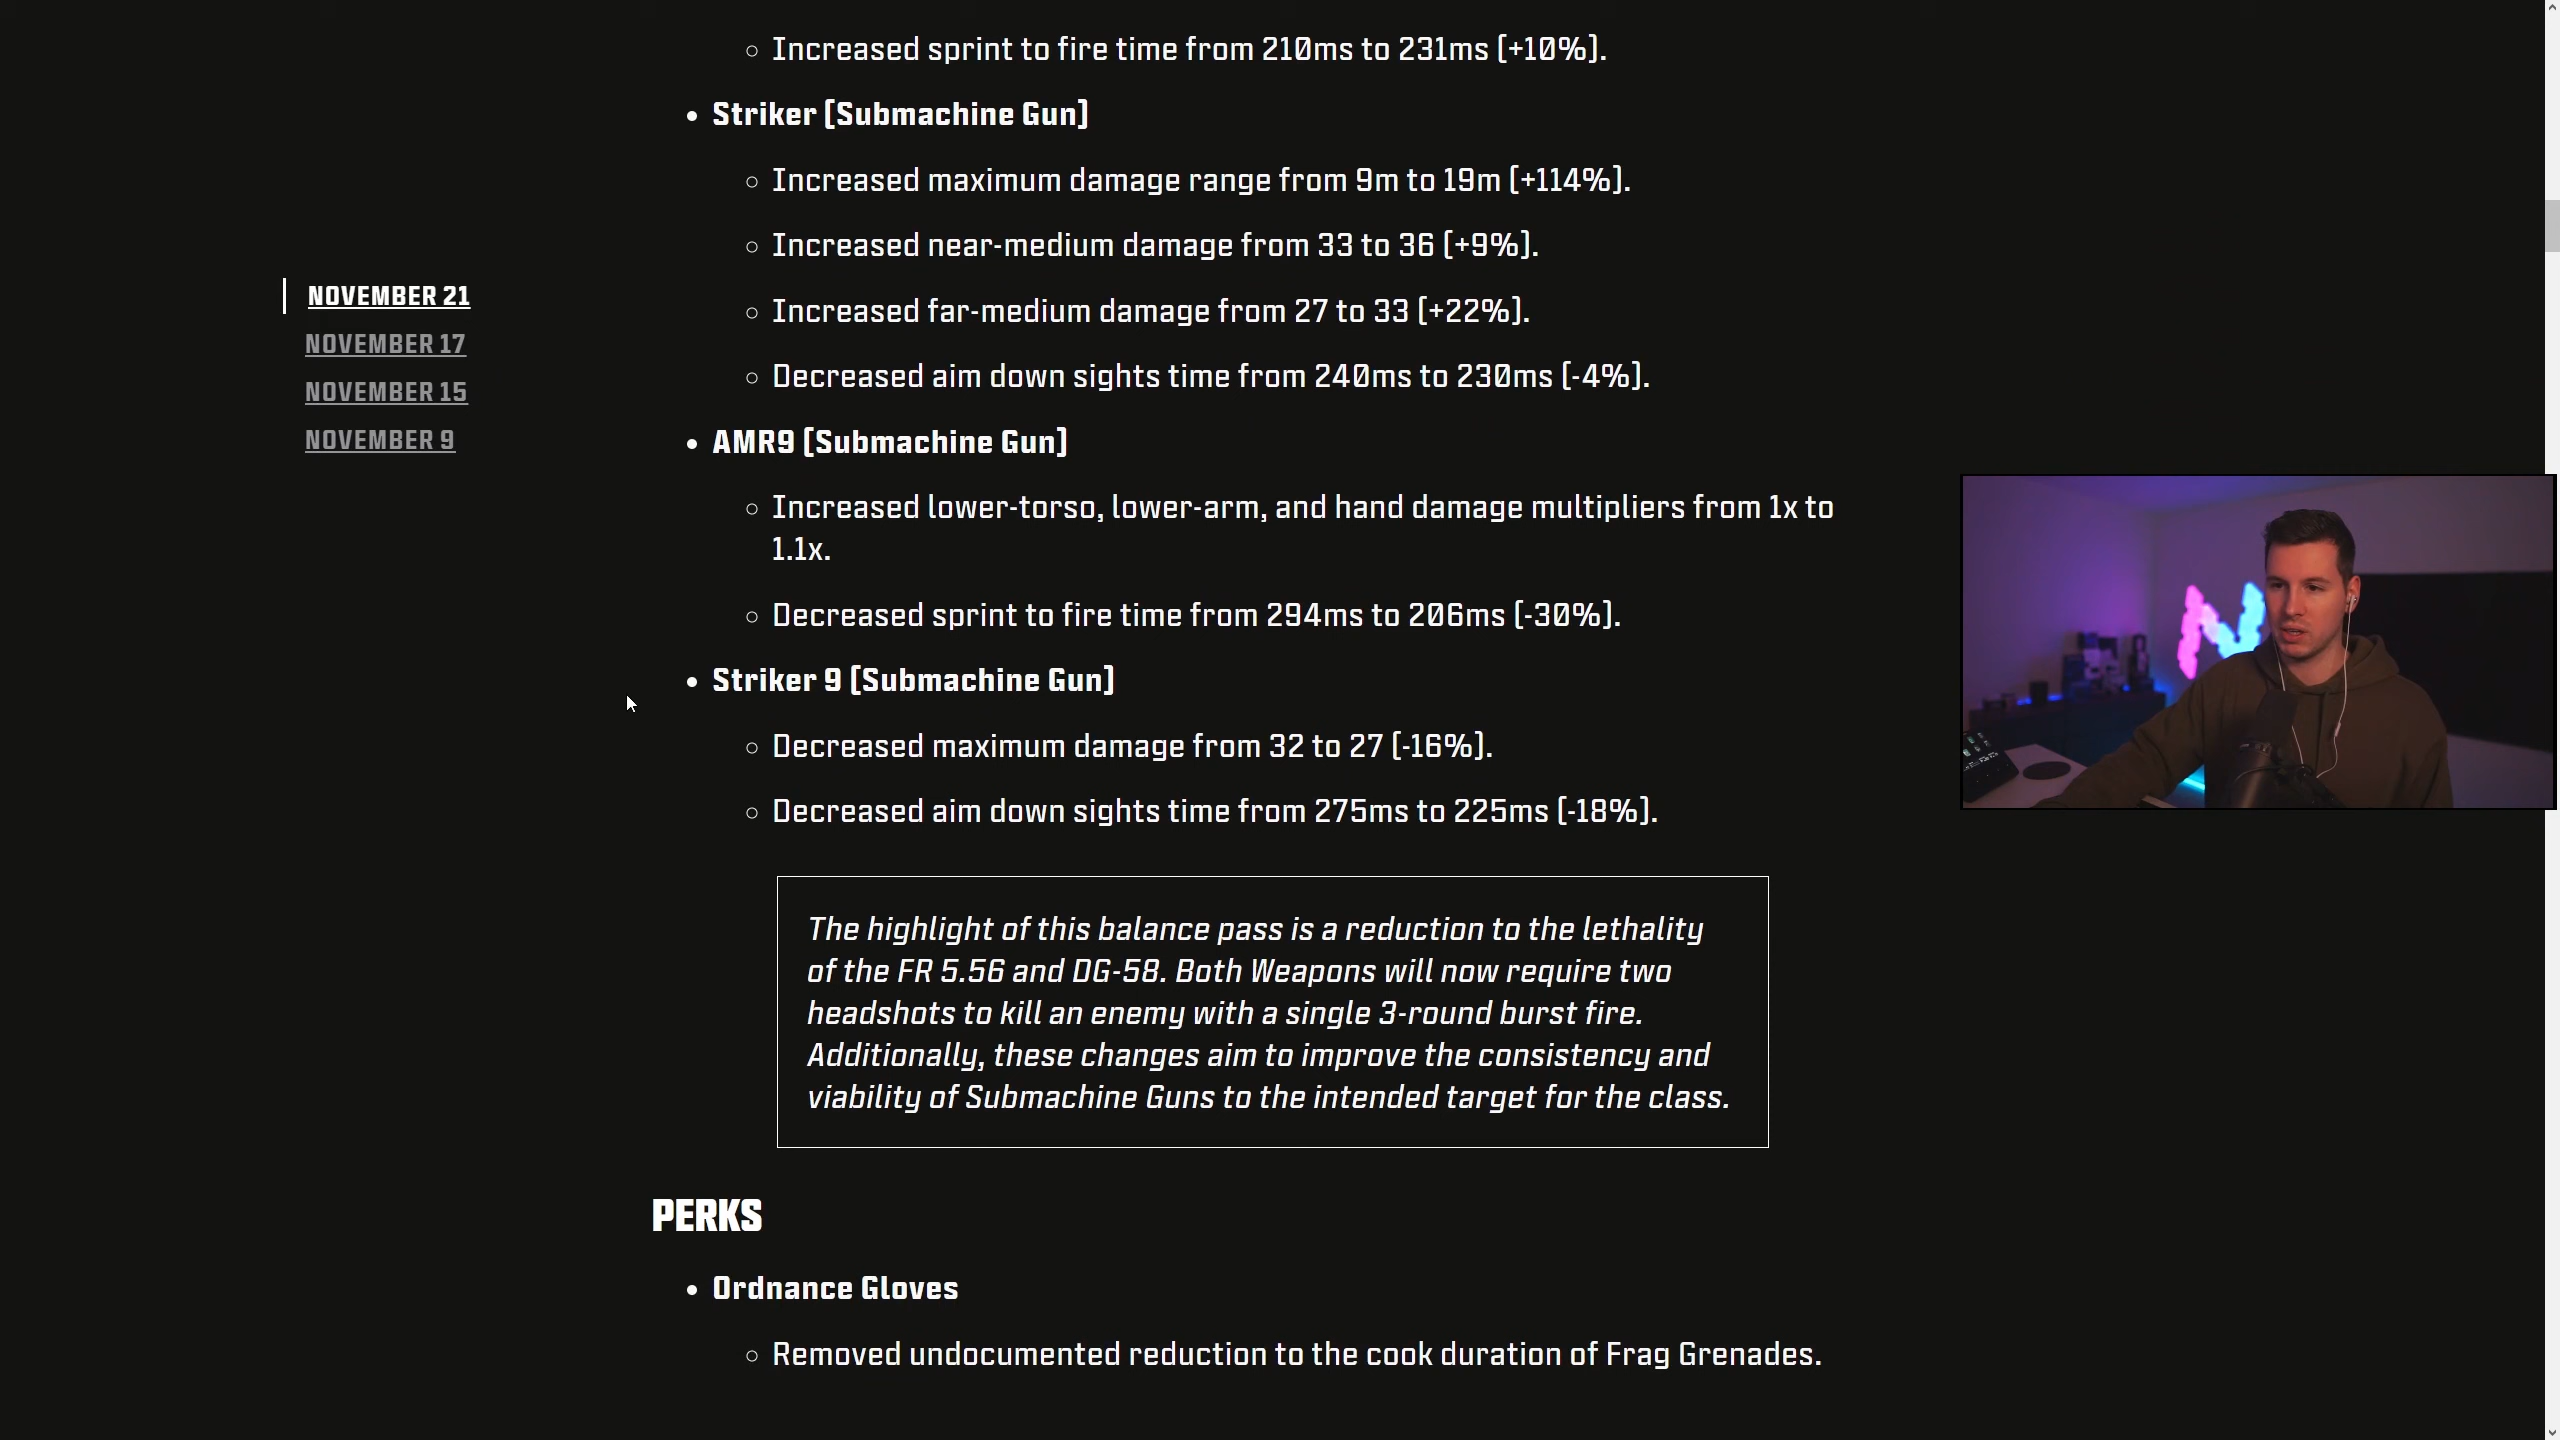 Increased sprint to fire time from 210ms to 231ms [+10%].
Striker [Submachine Gun]
Increased maximum damage range from 9m to 19m [+114%].
Increased near-medium damage from 33 to 36 [+9%].
Increased far-medium damage from 27 to 33 [+22%].
Decreased aim down sights time from 240ms to 230ms [-4%].
AMR9 [Submachine Gun]
Increased lower-torso, lower-arm, and hand damage multipliers from 1x to
1.1x.
Decreased sprint to fire time from 294ms to 206ms [-30%].
Striker 9 [Submachine Gun]
Decreased maximum damage from 32 to 27 [-16%].
Decreased aim down sights time from 275ms to 225ms [-18%].
The highlight of this balance pass is a reduction to the lethality
of the FR 5.56 and DG-58. Both Weapons will now require two
headshots to kill an enemy with a single 3-round burst fire.
Additionally, these changes aim to improve the consistency and
viability of Submachine Guns to the intended target for the class.
PERKS
Ordnance Gloves
Removed undocumented reduction to the cook duration of Frag Grenades.
NOVEMBER 21
NOVEMBER 17
NOVEMBER 15
NOVEMBER 9